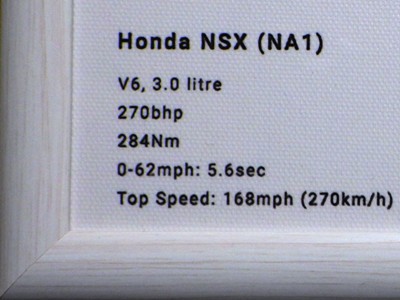 Honda NSX (NA1)
V6, 3.0 litre
270bhp
284Nm
0-62mph: 5.6sec
Top Speed: 168mph (270km/h)